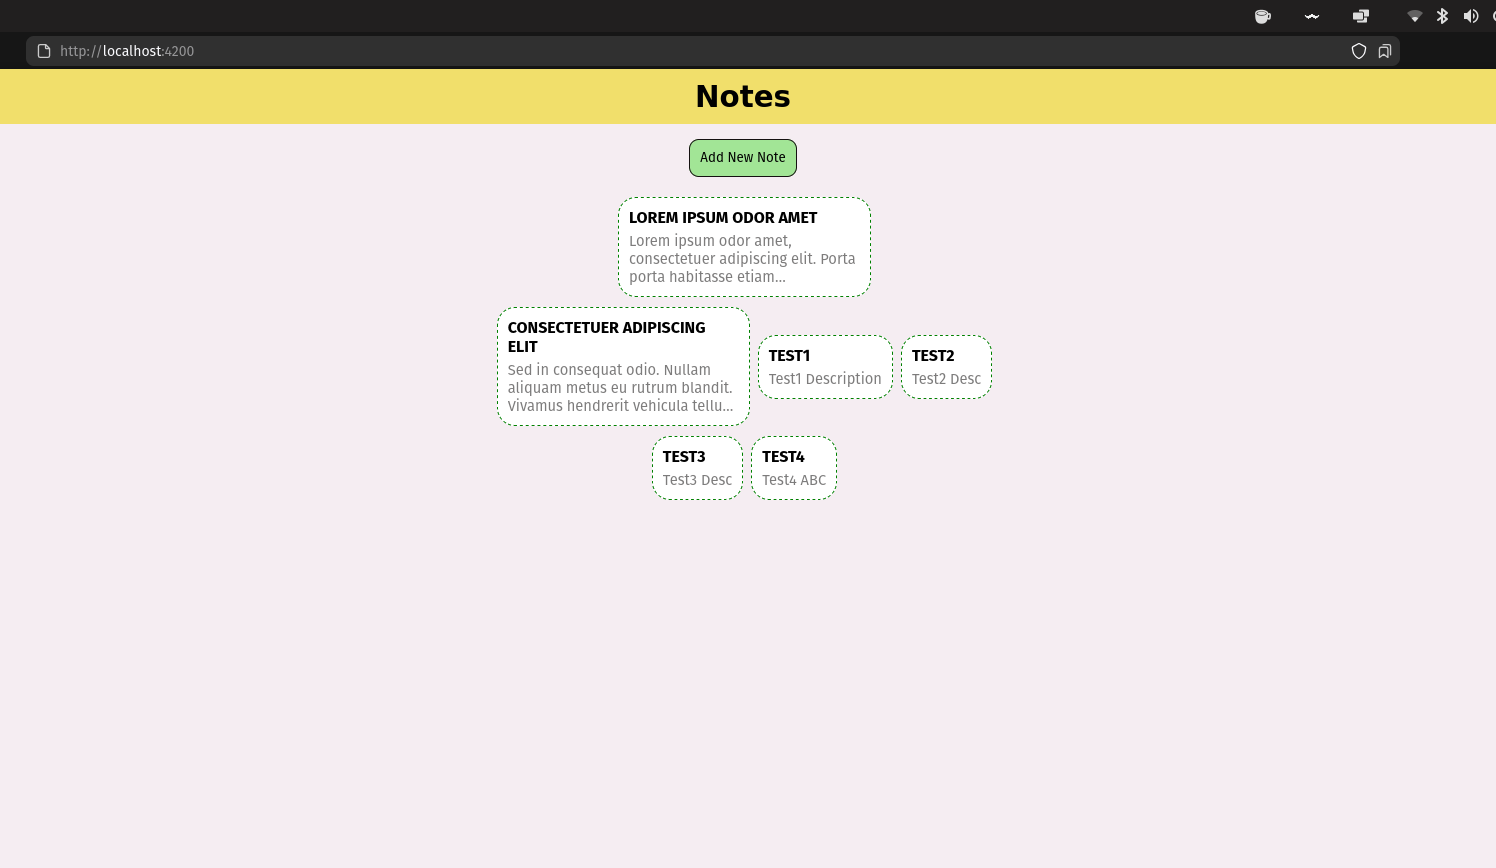 http://localhost:4200
Notes
Add New Note
LOREM IPSUM ODOR AMET
Lorem ipsum odor amet,
consectetuer adipiscing elit. Porta
porta habitasse etiam...
CONSECTETUER ADIPISCING
ELIT
Sed in consequat odio. Nullam
aliquam metus eu rutrum blandit.
Vivamus hendrerit vehicula tellu...
TEST1
Test1 Description
TEST2
Test2 Desc
TEST3
Test3 Desc
TEST4
Test4 ABC